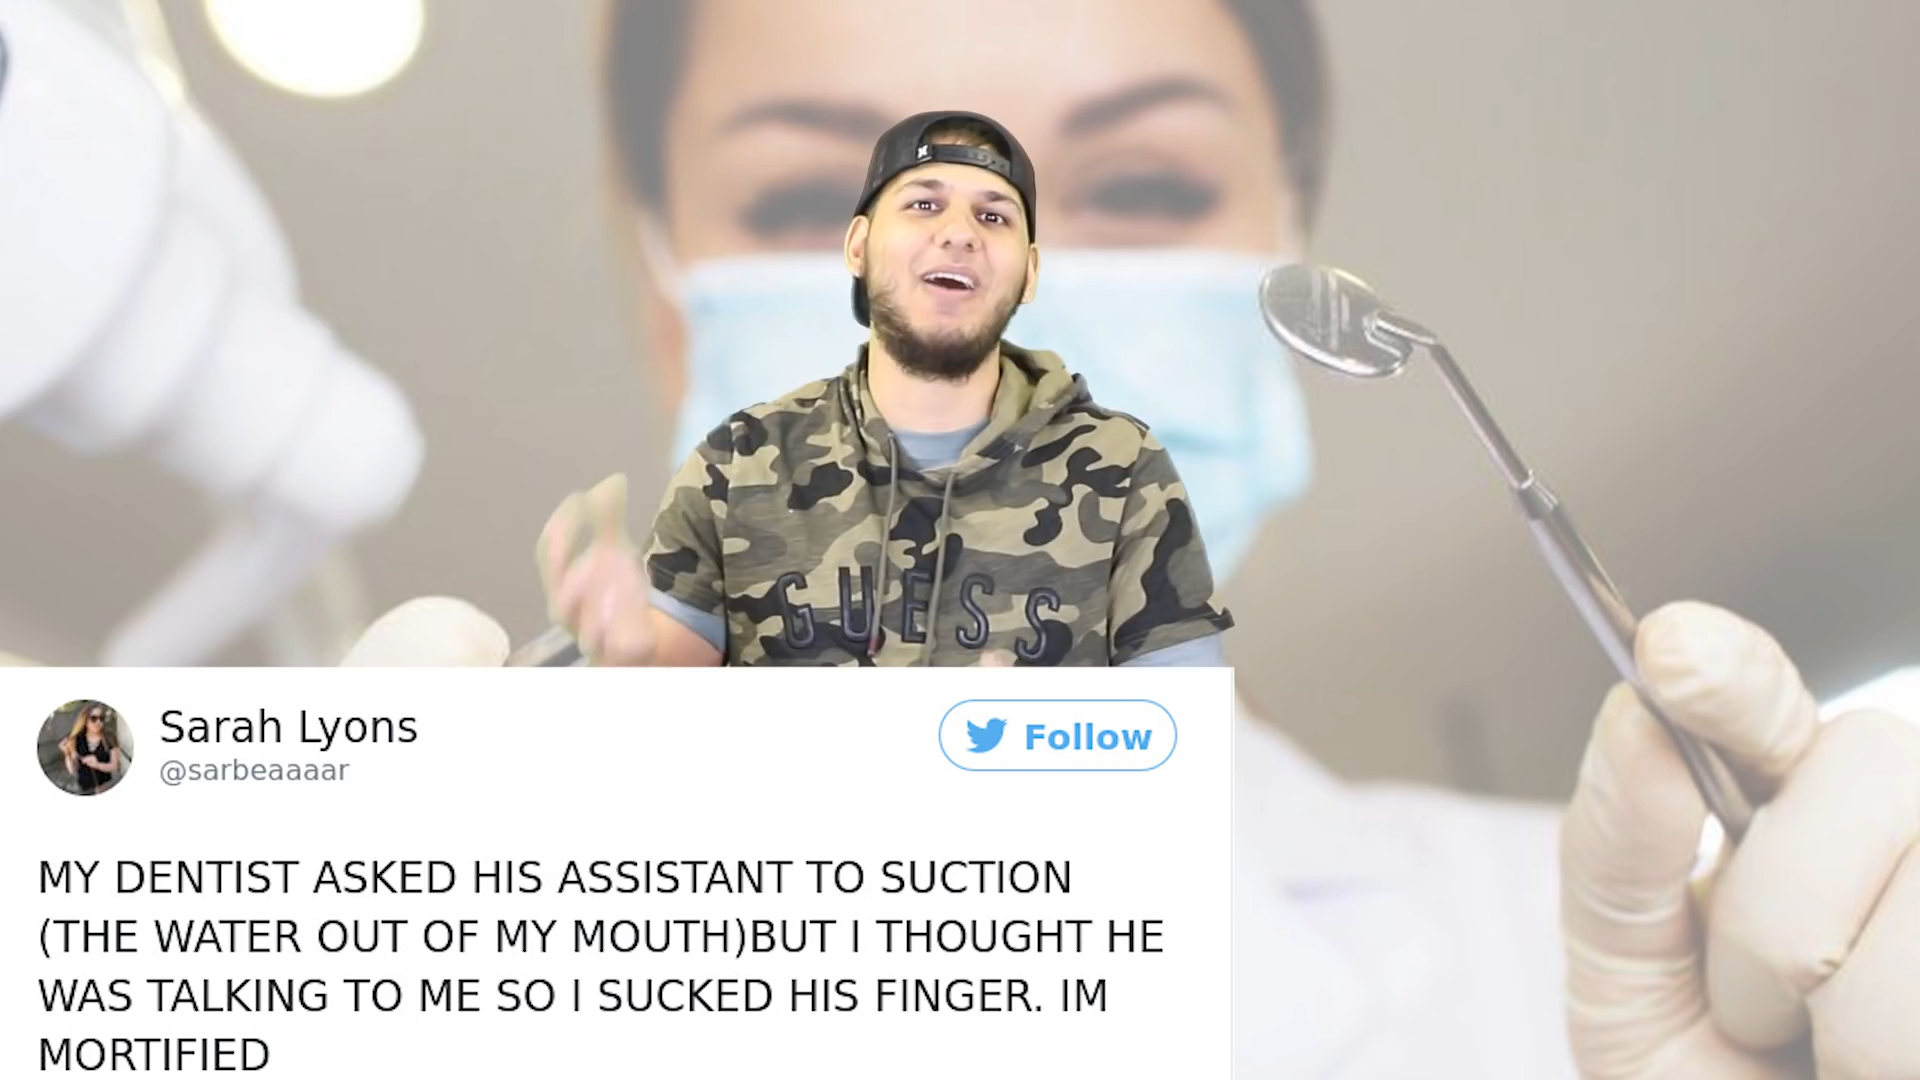 GUESS
Sarah Lyons
@sarbeaaaar
Follow
MY DENTIST ASKED HIS ASSISTANT TO SUCTION
(THE WATER OUT OF MY MOUTH)BUT I THOUGHT HE
WAS TALKING TO ME SO I SUCKED HIS FINGER. IM
MORTIFIED